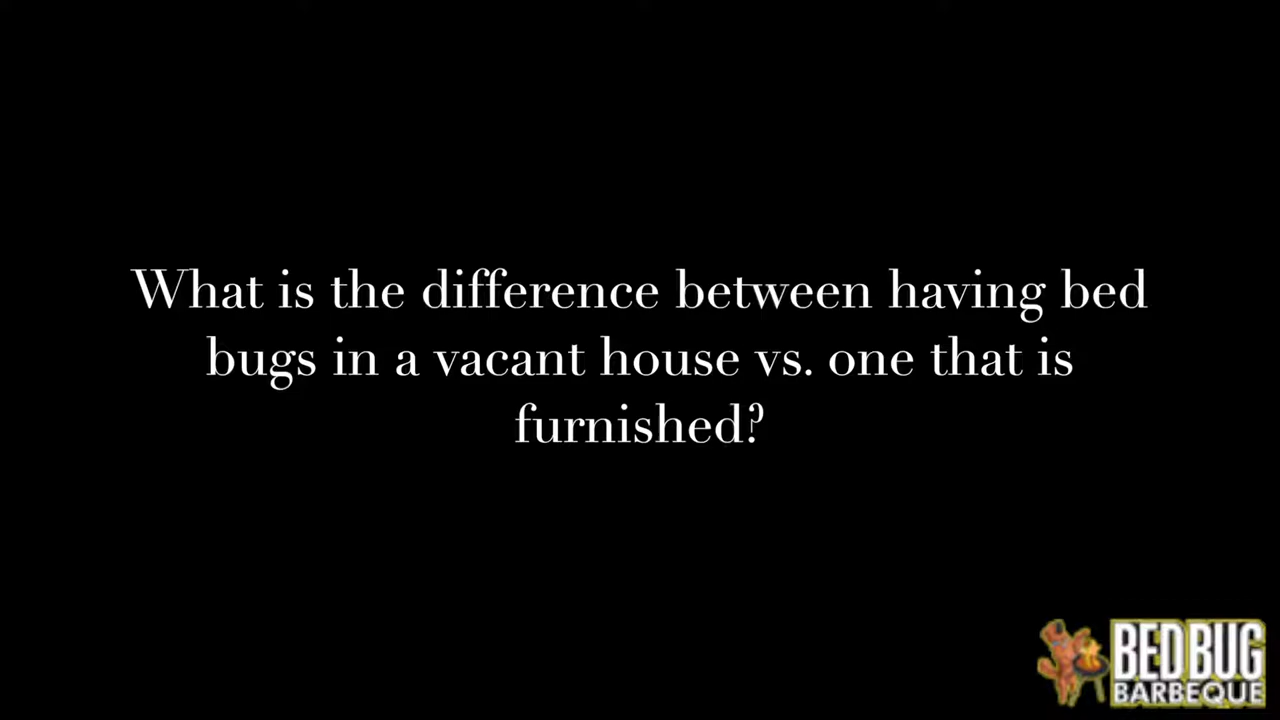 What is the difference between having bed
bugs in a vacant house vs. one that is
furnished?
BED BUG
BARBEQUE